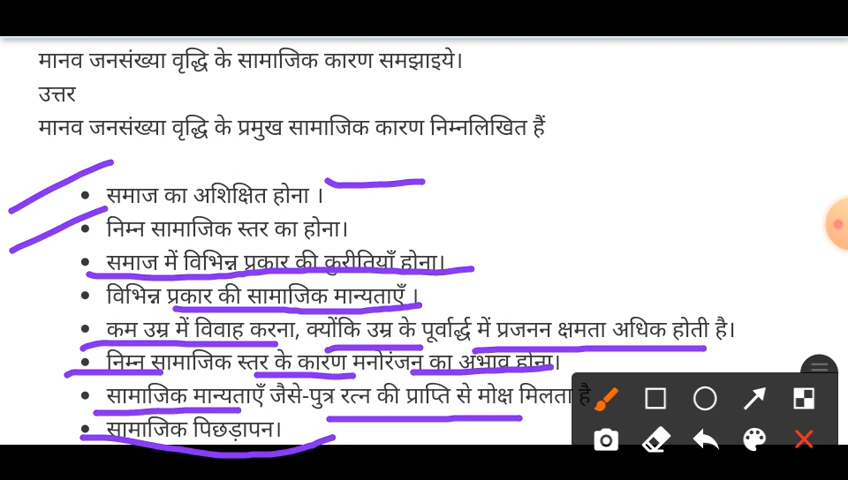 मानव जनसंख्या वृद्धि के सामाजिक कारण समझाइये।
उत्तर
मानव जनसंख्या वृद्धि के प्रमुख सामाजिक कारण निम्नलिखित हैं
• समाज का अशिक्षित होना ।
• निम्न सामाजिक स्तर का होना।
• समाज में विभिन्न प्रकार की कुरीतियाँ होना।
• विभिन्न प्रकार की सामाजिक मान्यताएँ ।
• कम उम्र में विवाह करना, क्योंकि उम्र के पूर्वार्द्ध में प्रजनन क्षमता अधिक होती है।
• निम्न सामाजिक स्तर के कारण मनोरंजन का अभाव होना।
• सामाजिक मान्यताएँ जैसे-पुत्र रत्न की प्राप्ति से मोक्ष मिलता है
• सामाजिक पिछड़ापन।